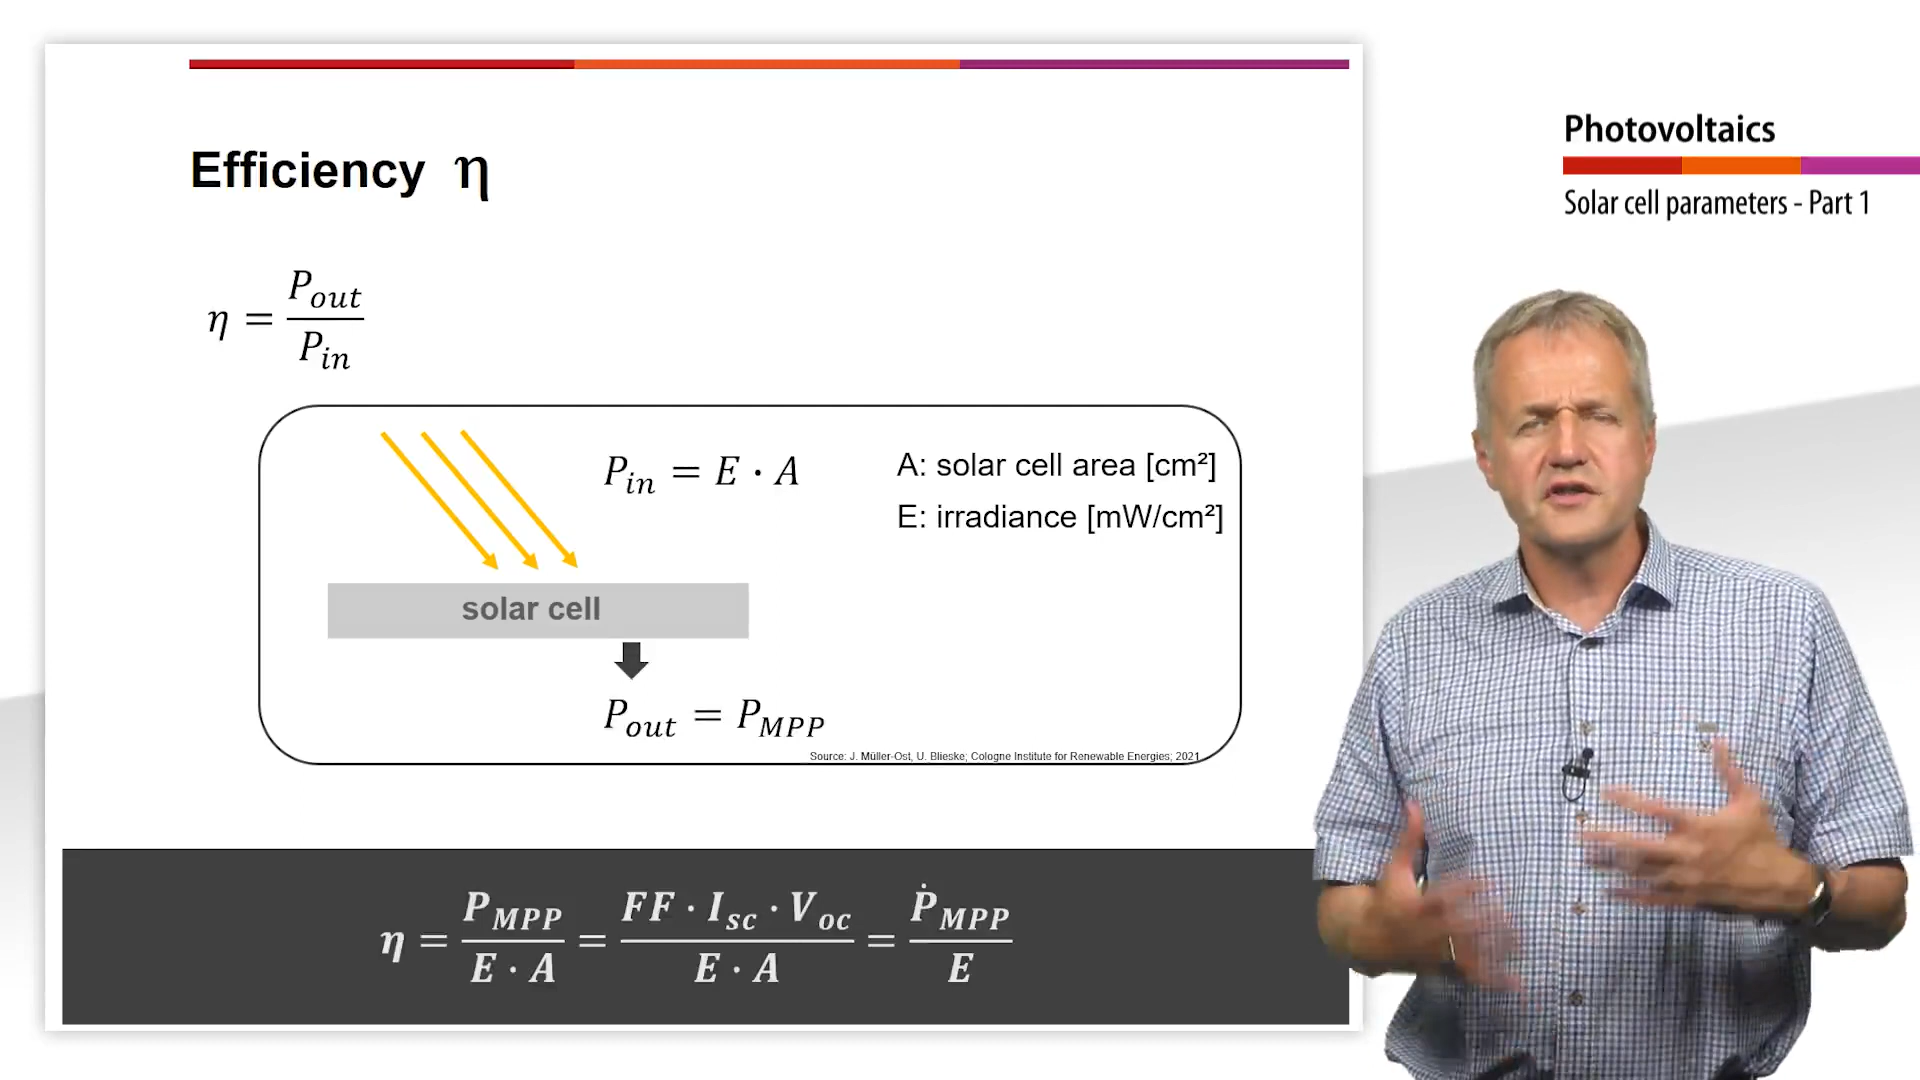 Efficiency η
η = P_out / P_in
P_in = E · A
A: solar cell area [cm²]
E: irradiance [mW/cm²]
solar cell
P_out = P_MPP
Source: J. Müller-Ost, U. Blieske; Cologne Institute for Renewable Energies; 2021
η = P_MPP / E · A = FF · I_sc · V_oc / E · A = Ṗ_MPP / E
Photovoltaics
Solar cell parameters - Part 1